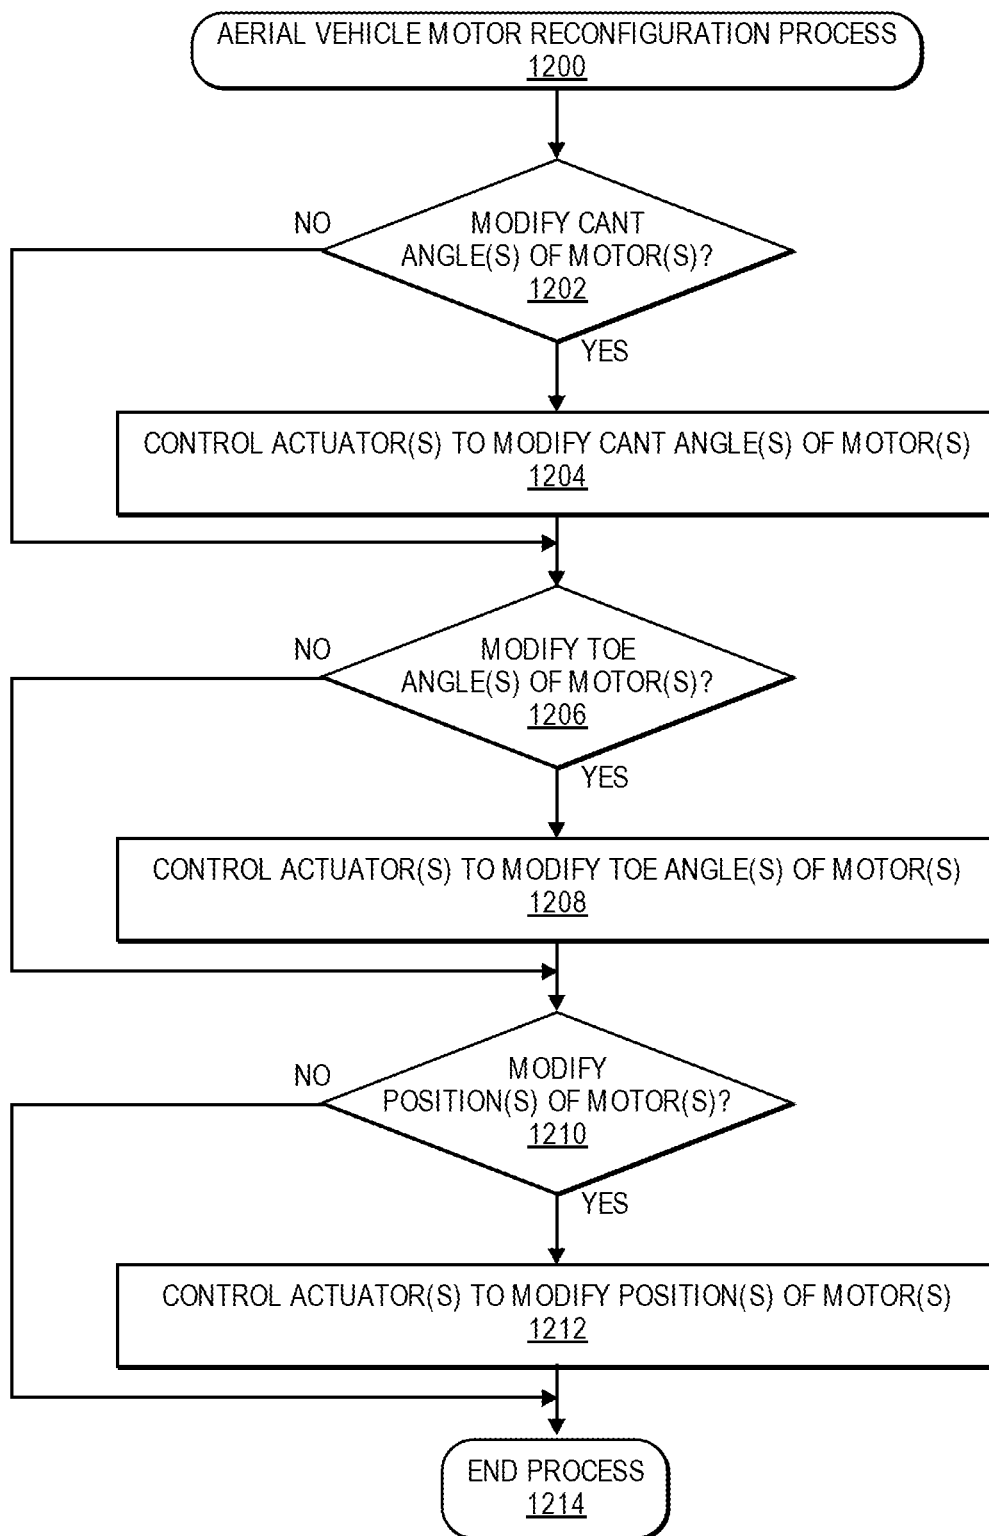 AERIAL VEHICLE MOTOR RECONFIGURATION PROCESS
1200
NO
MODIFY CANT
ANGLE(S) OF MOTOR(S)?
1202
YES
CONTROL ACTUATOR(S) TO MODIFY CANT ANGLE(S) OF MOTOR(S)
1204
NO
MODIFY TOE
ANGLE(S) OF MOTOR(S)?
1206
YES
CONTROL ACTUATOR(S) TO MODIFY TOE ANGLE(S) OF MOTOR(S)
1208
NO
MODIFY
POSITION(S) OF MOTOR(S)?
1210
YES
CONTROL ACTUATOR(S) TO MODIFY POSITION(S) OF MOTOR(S)
1212
END PROCESS
1214